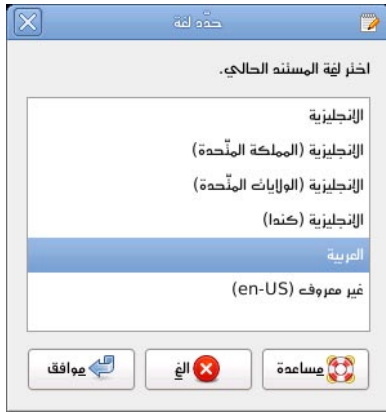 حدّد لغة
اختر لغة المستند الحالي.
الإنجليزية
الإنجليزية (المملكة المتّحدة)
الإنجليزية (الولايات المتّحدة)
الإنجليزية (كندا)
العربية
غير معروف (en-US)
مساعدة
الغ
موافق